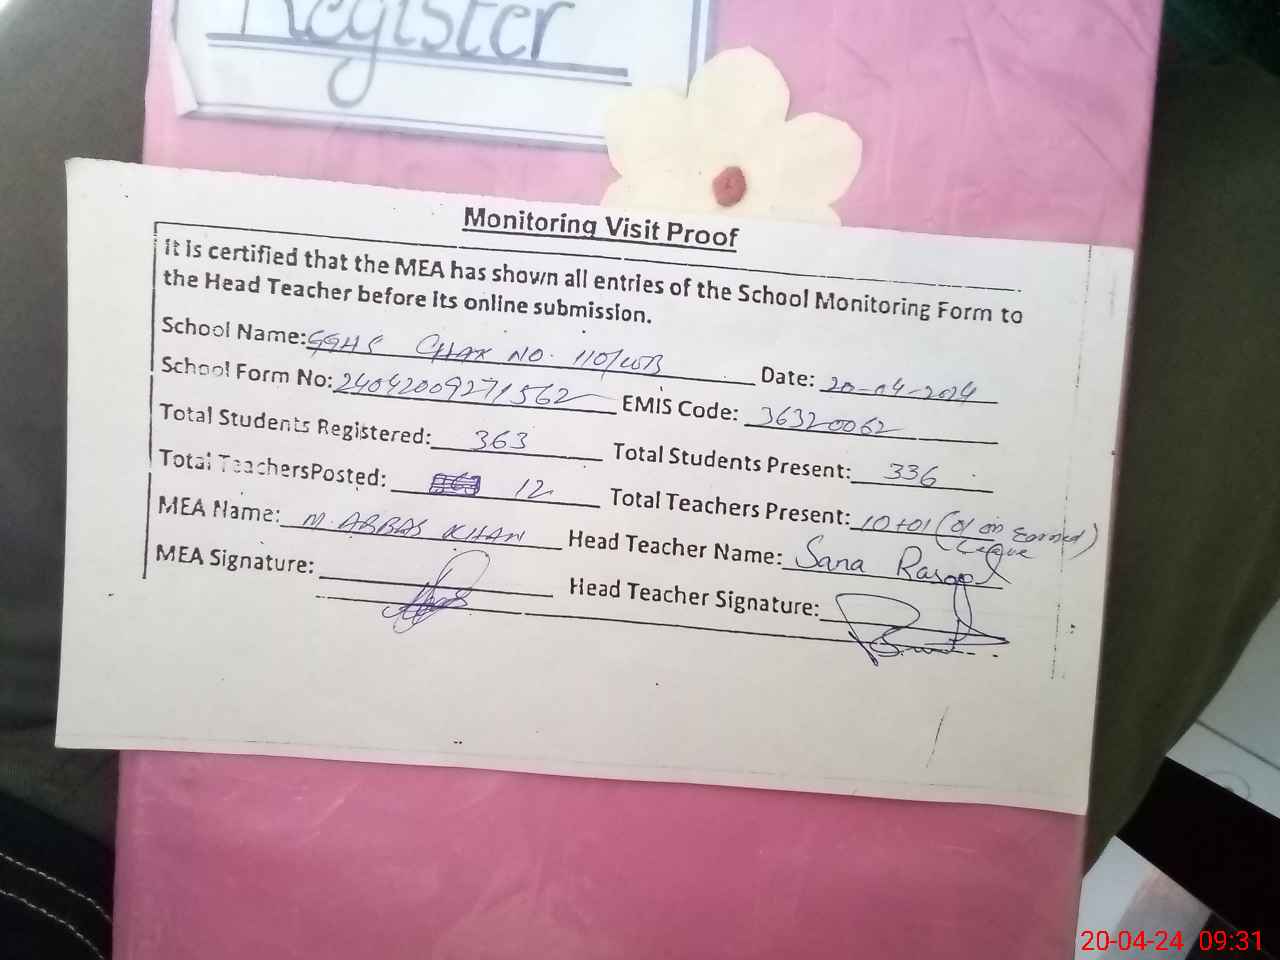 Register
Monitoring Visit Proof
It is certified that the MEA has shown all entries of the School Monitoring Form to
the Head Teacher before its online submission.
School Name: GGHS CHAK NO. 110/WB Date: 20-04-2024
School Form No: 24042009271562 EMIS Code: 36320062
Total Students Registered: 363 Total Students Present: 336
Total TeachersPosted: 12 Total Teachers Present: 10+01 (01 on Earned
Leave)
MEA Name: M. ABBAS KHAN Head Teacher Name: Sana Rasool
MEA Signature: Head Teacher Signature:
20-04-24 09:31